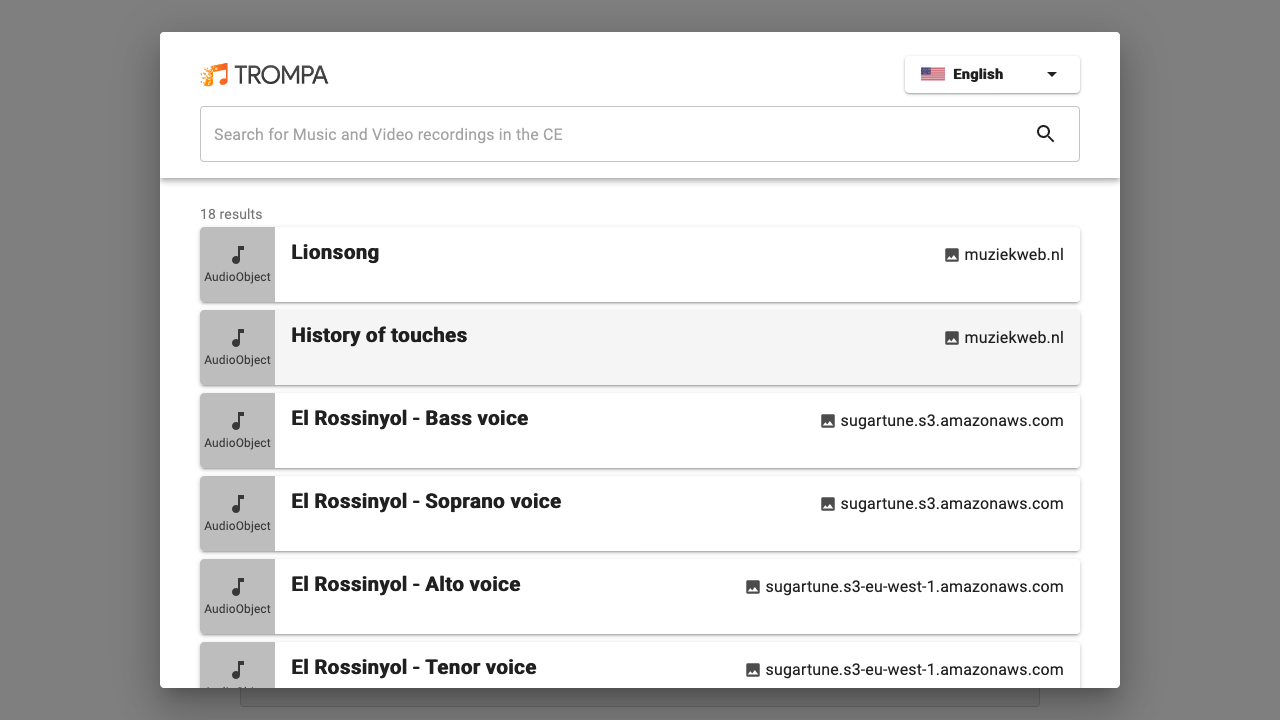 TROMPA
English
Search for Music and Video recordings in the CE
18 results
AudioObject
Lionsong
muziekweb.nl
AudioObject
History of touches
muziekweb.nl
AudioObject
El Rossinyol - Bass voice
sugartune.s3.amazonaws.com
AudioObject
El Rossinyol - Soprano voice
sugartune.s3.amazonaws.com
AudioObject
El Rossinyol - Alto voice
sugartune.s3-eu-west-1.amazonaws.com
El Rossinyol - Tenor voice
sugartune.s3-eu-west-1.amazonaws.com